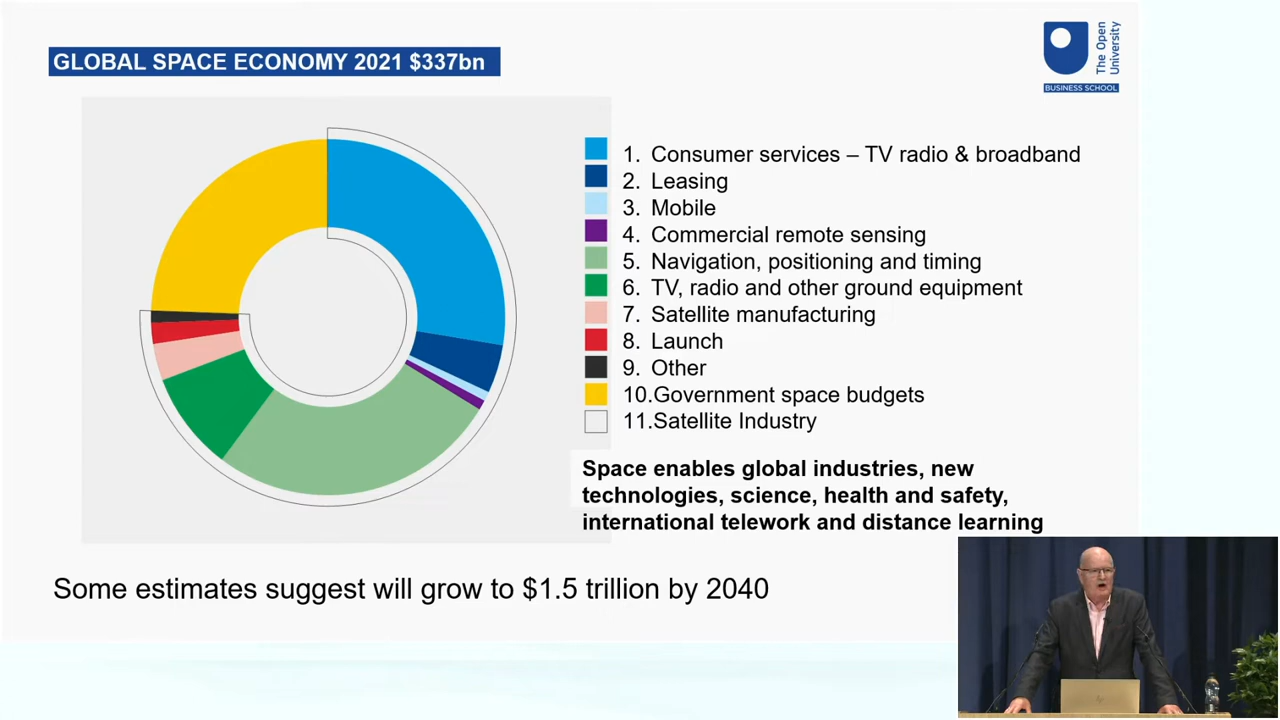 GLOBAL SPACE ECONOMY 2021 $337bn
The Open
University
BUSINESS SCHOOL
1. Consumer services – TV radio & broadband
2. Leasing
3. Mobile
4. Commercial remote sensing
5. Navigation, positioning and timing
6. TV, radio and other ground equipment
7. Satellite manufacturing
8. Launch
9. Other
10.Government space budgets
11.Satellite Industry
Space enables global industries, new
technologies, science, health and safety,
international telework and distance learning
Some estimates suggest will grow to $1.5 trillion by 2040